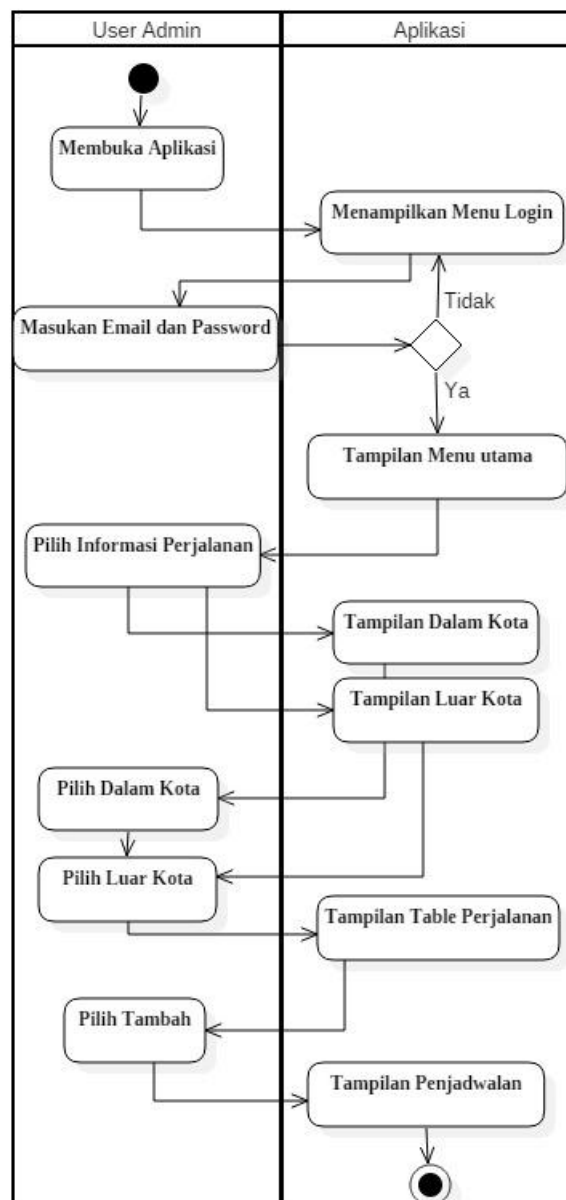 User Admin
Aplikasi
Membuka Aplikasi
Menampilkan Menu Login
Tidak
Masukan Email dan Password
Ya
Tampilan Menu utama
Pilih Informasi Perjalanan
Tampilan Dalam Kota
Tampilan Luar Kota
Pilih Dalam Kota
Pilih Luar Kota
Tampilan Table Perjalanan
Pilih Tambah
Tampilan Penjadwalan